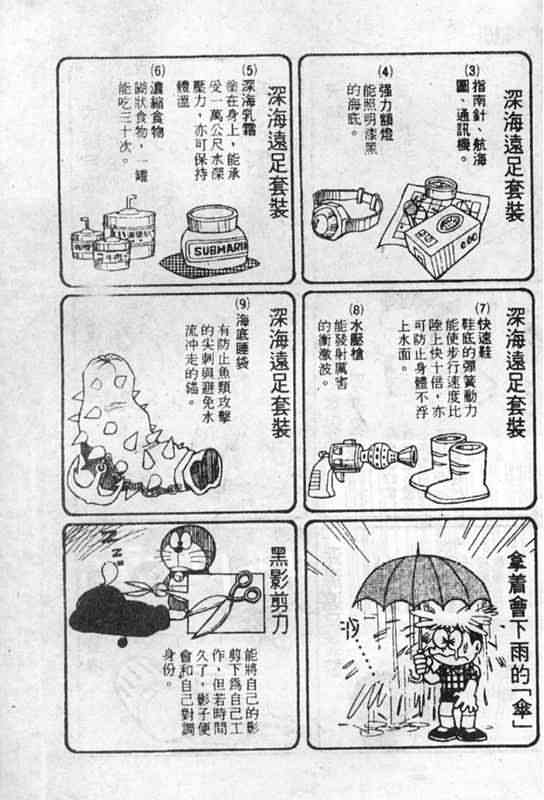 深海遠足套裝
(3)
指南針、航海
圖、通訊機。
(4)
強力額燈
能照明漆黑
的海底。
深海遠足套裝
(5)
深海乳霜
塗在身上，能承
受一萬公尺水深
壓力，亦可保持
體溫
SUBMARIN
(6)
濃縮食物
糊狀食物，一罐
能吃三十次。
深海遠足套裝
(7)
快速鞋
鞋底的彈簧動力
能使步行速度比
陸上快十倍，亦
可防止身體不浮
上水面。
(8)
水壓槍
能發射厲害
的衝激波。
深海遠足套裝
(9)
海底睡袋
有防止魚類攻擊
的尖刺與避免水
流冲走的錨。
拿着會下雨的「傘」
沙
黑影剪刀
能將自己的影
剪下爲自己工
作，但若時間
久了，影子便
會和自己對調
身份。
ZZZ